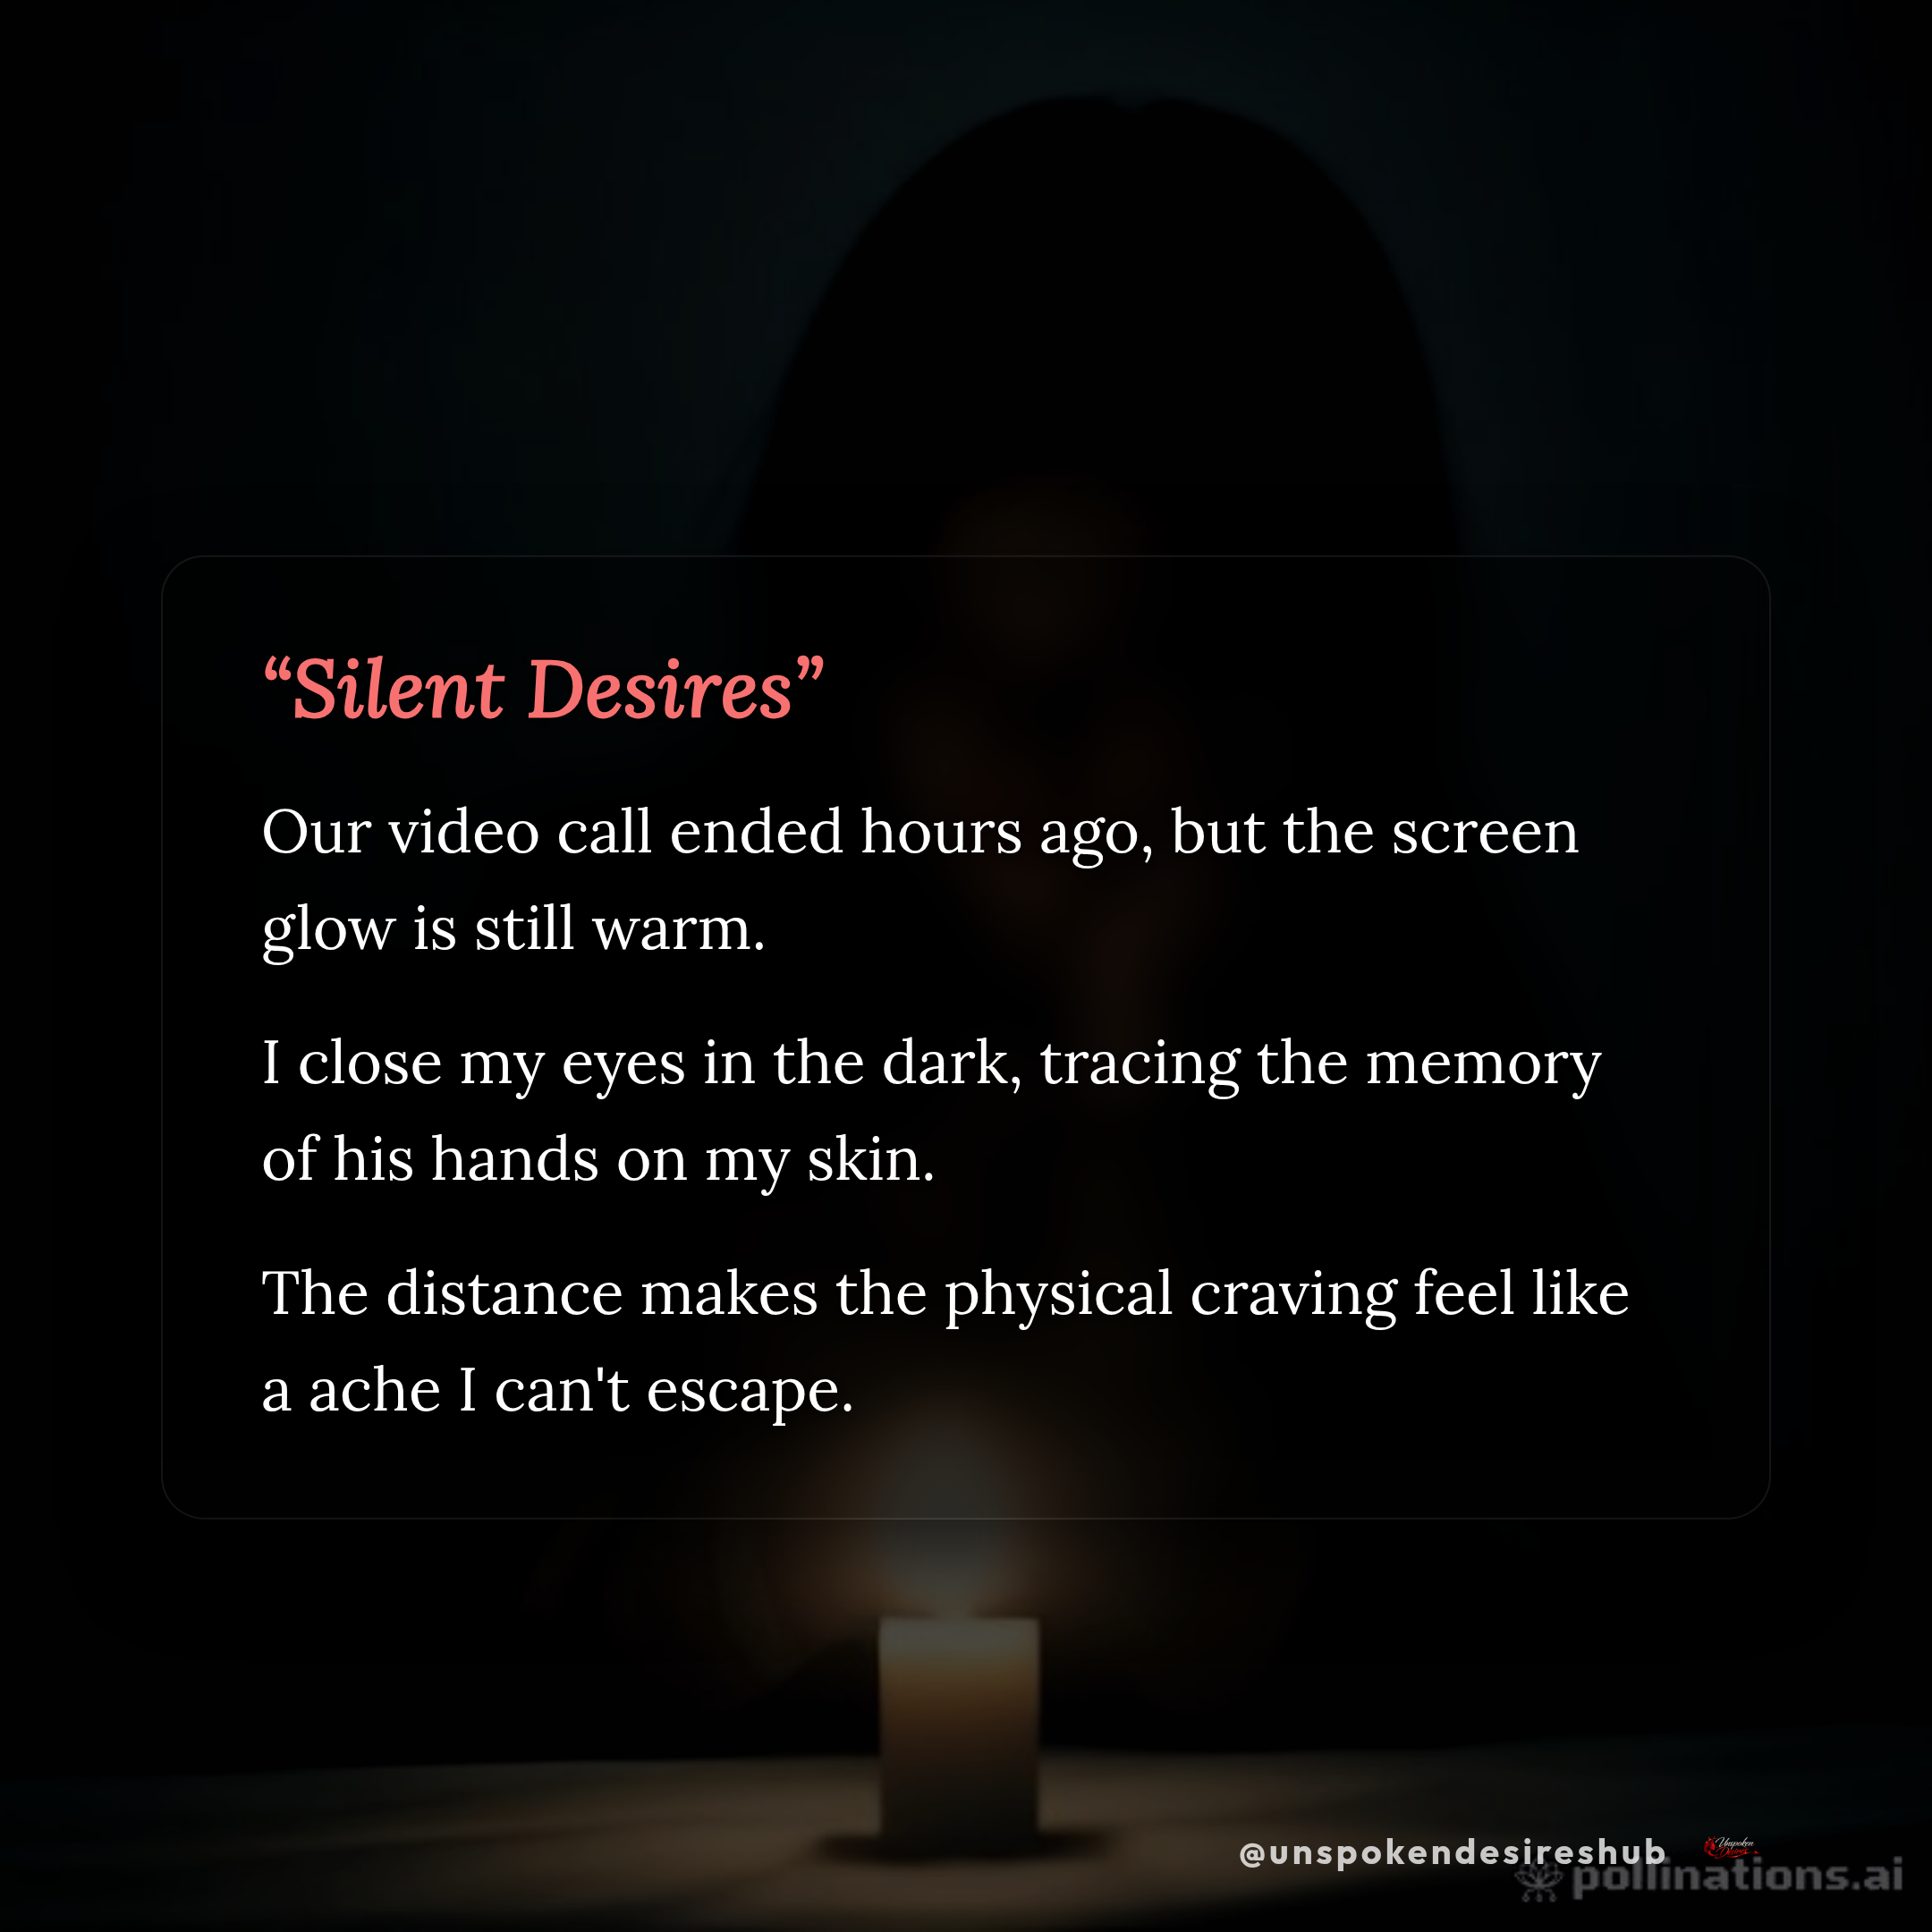 “Silent Desires”
Our video call ended hours ago, but the screen
glow is still warm.
I close my eyes in the dark, tracing the memory
of his hands on my skin.
The distance makes the physical craving feel like
a ache I can't escape.
@unspokendesireshub
Unspoken
Desires
pollinations.ai